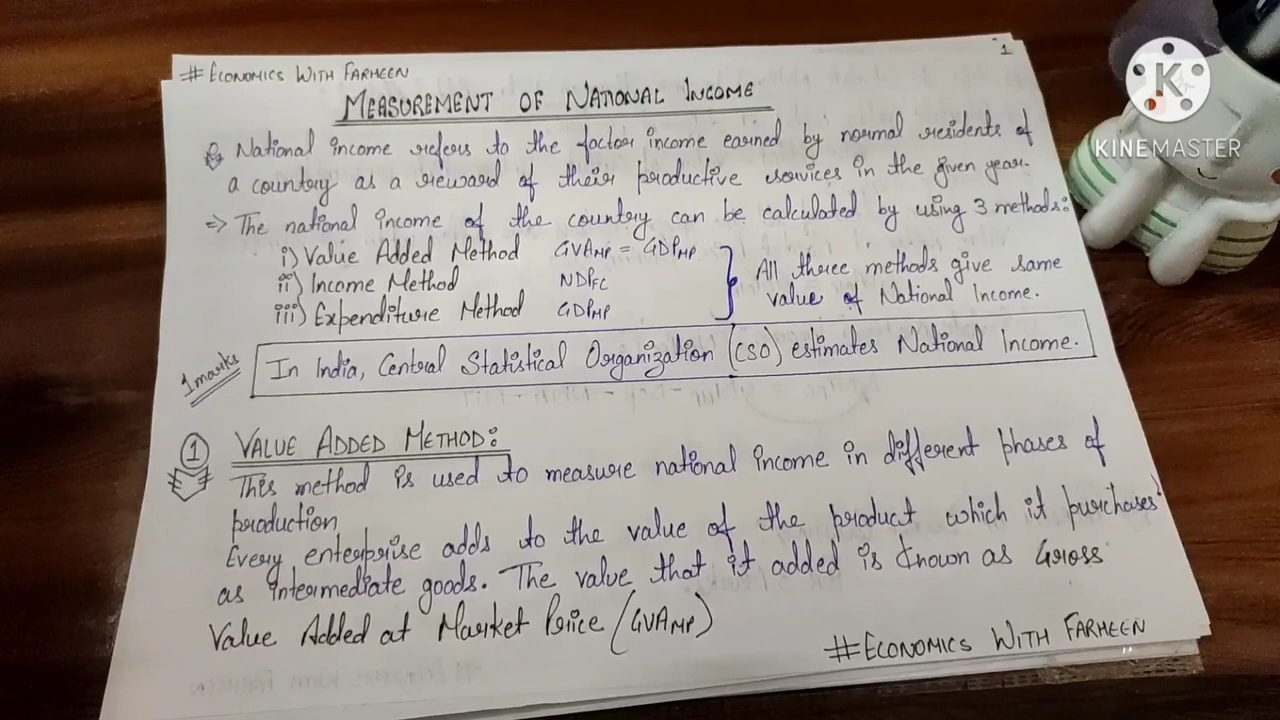 1
# ECONOMICS WITH FARHEEN
MEASUREMENT OF NATIONAL INCOME
National income refers to the factor income earned by normal residents of
a country as a reward of their productive services in the given year.
⇒ The national income of the country can be calculated by using 3 methods:
i) Value Added Method GVAMP = GDPMP
ii) Income Method NDPFC
iii) Expenditure Method GDPMP
All three methods give same
value of National Income.
1marks
In India, Central Statistical Organization (CSO) estimates National Income.
1 VALUE ADDED METHOD:
This method is used to measure national income in different phases of
production
Every enterprise adds to the value of the product which it purchases
as intermediate goods. The value that it added is known as Gross
Value Added at Market Price (GVAMP)
#ECONOMICS WITH FARHEEN
K
KINEMASTER